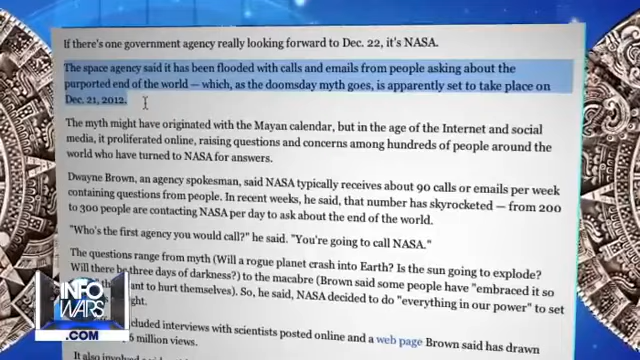 If there's one government agency really looking forward to Dec. 22, it's NASA.
The space agency said it has been flooded with calls and emails from people asking about the
purported end of the world — which, as the doomsday myth goes, is apparently set to take place on
Dec. 21, 2012.
The myth might have originated with the Mayan calendar, but in the age of the Internet and social
media, it proliferated online, raising questions and concerns among hundreds of people around the
world who have turned to NASA for answers.
Dwayne Brown, an agency spokesman, said NASA typically receives about 90 calls or emails per week
containing questions from people. In recent weeks, he said, that number has skyrocketed — from 200
to 300 people are contacting NASA per day to ask about the end of the world.
"Who's the first agency you would call?" he said. "You're going to call NASA."
The questions range from myth (Will a rogue planet crash into Earth? Is the sun going to explode?
Will there be three days of darkness?) to the macabre (Brown said some people have "embraced it so
to hurt themselves). So, he said, NASA decided to do "everything in our power" to set
interviews with scientists posted online and a web page Brown said has drawn
million views.
It also involved
INFO
WARS
.COM